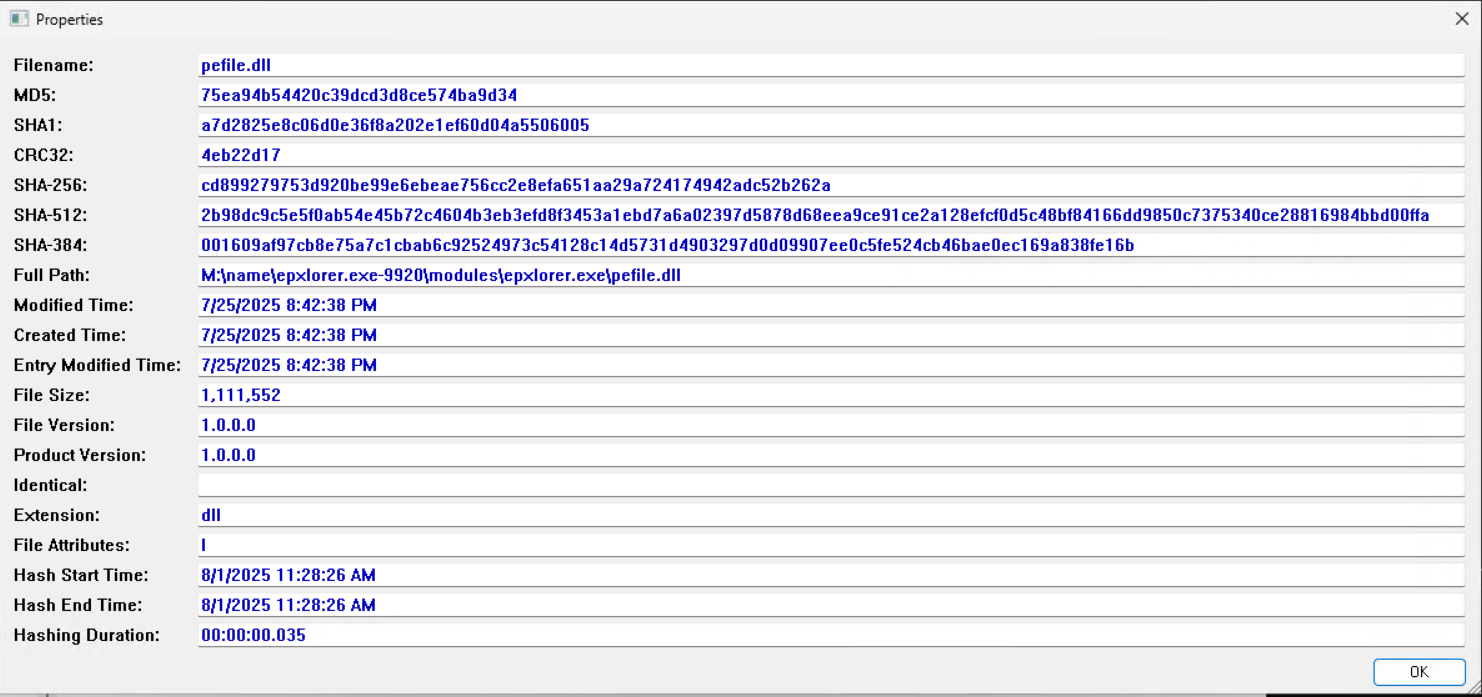 Properties
Filename: pefile.dll
MD5: 75ea94b54420c39dcd3d8ce574ba9d34
SHA1: a7d2825e8c06d0e36f8a202e1ef60d04a5506005
CRC32: 4eb22d17
SHA-256: cd899279753d920be99e6ebeae756cc2e8efa651aa29a724174942adc52b262a
SHA-512: 2b98dc9c5e5f0ab54e45b72c4604b3eb3efd8f3453a1ebd7a6a02397d5878d68eea9ce91ce2a128efcf0d5c48bf84166dd9850c7375340ce28816984bbd00ffa
SHA-384: 001609af97cb8e75a7c1cbab6c92524973c54128c14d5731d4903297d0d09907ee0c5fe524cb46bae0ec169a838fe16b
Full Path: M:\name\epxlorer.exe-9920\modules\epxlorer.exe\pefile.dll
Modified Time: 7/25/2025 8:42:38 PM
Created Time: 7/25/2025 8:42:38 PM
Entry Modified Time: 7/25/2025 8:42:38 PM
File Size: 1,111,552
File Version: 1.0.0.0
Product Version: 1.0.0.0
Identical:
Extension: dll
File Attributes: I
Hash Start Time: 8/1/2025 11:28:26 AM
Hash End Time: 8/1/2025 11:28:26 AM
Hashing Duration: 00:00:00.035
OK